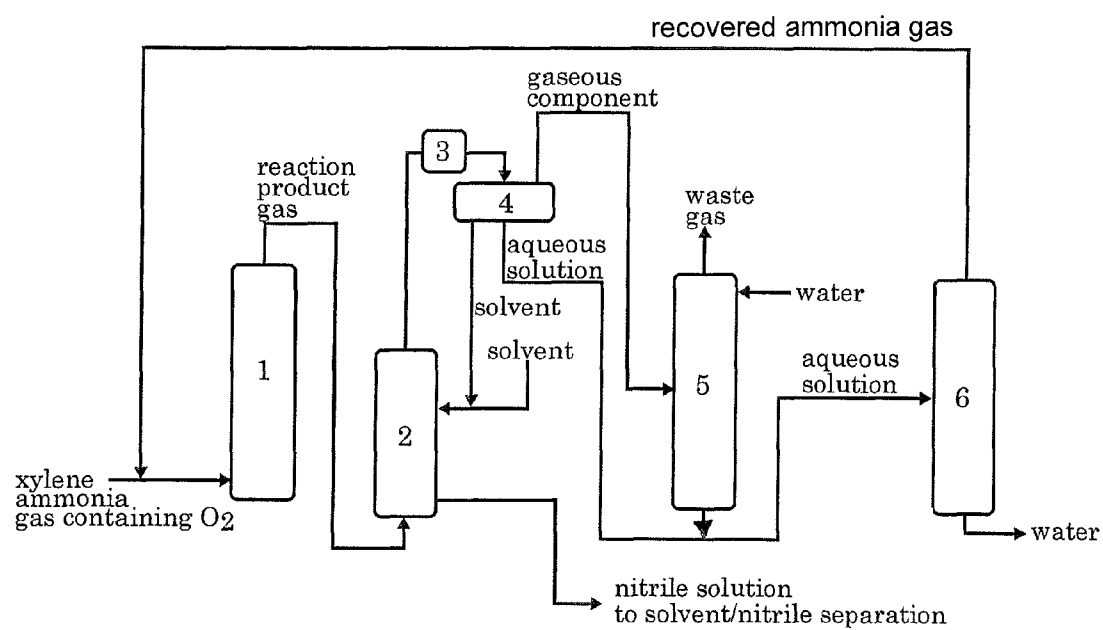 recovered ammonia gas
gaseous
component
3
reaction
product
gas
4
waste
gas
aqueous
solution
water
solvent
solvent
1
2
5
aqueous
solution
6
xylene
ammonia
gas containing O2
water
nitrile solution
to solvent/nitrile separation